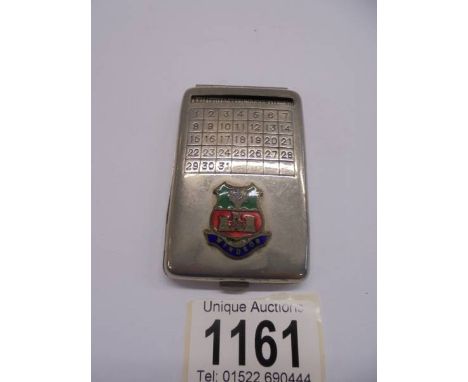 1 2 3 4 5 6 7
8 9 10 11 12 13 14
15 16 17 18 19 20 21
22 23 24 25 26 27 28
29 30 31
WINDSOR
Unique Auctions
1161
Tel: 01522 690444